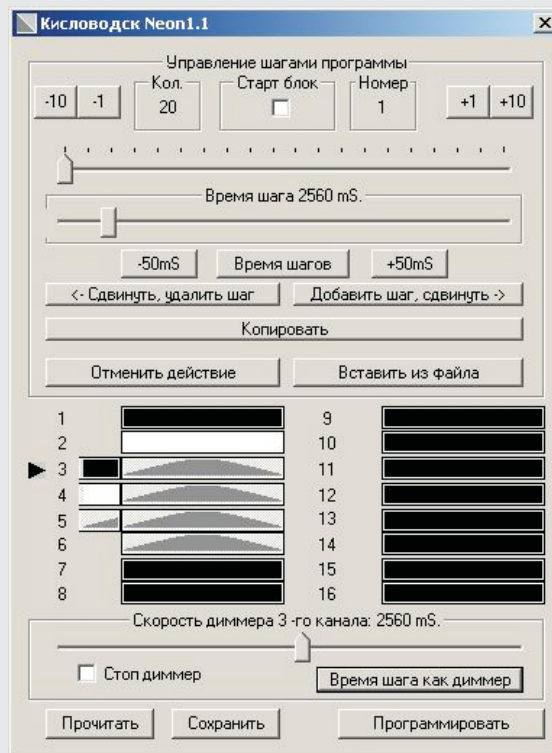 Кисловодск Neon1.1
Управление шагами программы
-10 -1 Кол. 20 Старт блок Номер 1 +1 +10
Время шага 2560 mS.
-50mS Время шагов +50mS
<- Сдвинуть, удалить шаг Добавить шаг, сдвинуть ->
Копировать
Отменить действие Вставить из файла
1 9
2 10
3 11
4 12
5 13
6 14
7 15
8 16
Скорость диммера 3 -го канала: 2560 mS.
Стоп диммер Время шага как диммер
Прочитать Сохранить Программировать